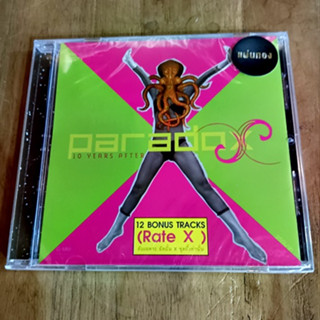 แผ่นทอง
paradox
10 YEARS AFTER
12 BONUS TRACKS
(Rate X )